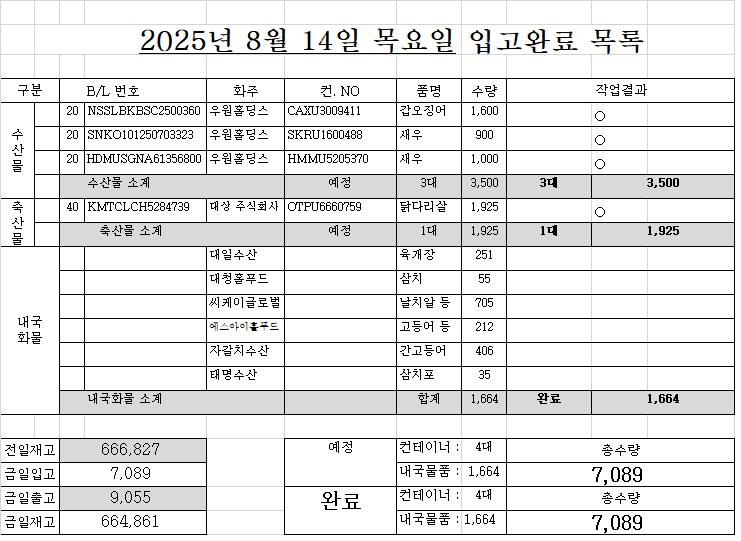 2025년 8월 14일 목요일 입고완료 목록
구분 B/L 번호 화주 컨. NO 품명 수량 작업결과
수산물
20 NSSLBKBSC2500360 우원홀딩스 CAXU3009411 갑오징어 1,600 ○
20 SNKO101250703323 우원홀딩스 SKRU1600488 새우 900 ○
20 HDMUSGNA61356800 우원홀딩스 HMMU5205370 새우 1,000 ○
수산물 소계 예정 3대 3,500 3대 3,500
축산물
40 KMTCLCH5284739 대상 주식회사 OTPU6660759 닭다리살 1,925 ○
축산물 소계 예정 1대 1,925 1대 1,925
내국화물
대일수산 육개장 251
대청홀푸드 삼치 55
씨케이글로벌 날치알 등 705
에스아이홀푸드 고등어 등 212
자갈치수산 간고등어 406
태명수산 삼치포 35
내국화물 소계 합계 1,664 완료 1,664
전일재고 666,827 예정 컨테이너 : 4대 총수량
금일입고 7,089 내국물품 : 1,664 7,089
금일출고 9,055 완료 컨테이너 : 4대 총수량
금일재고 664,861 내국물품 : 1,664 7,089